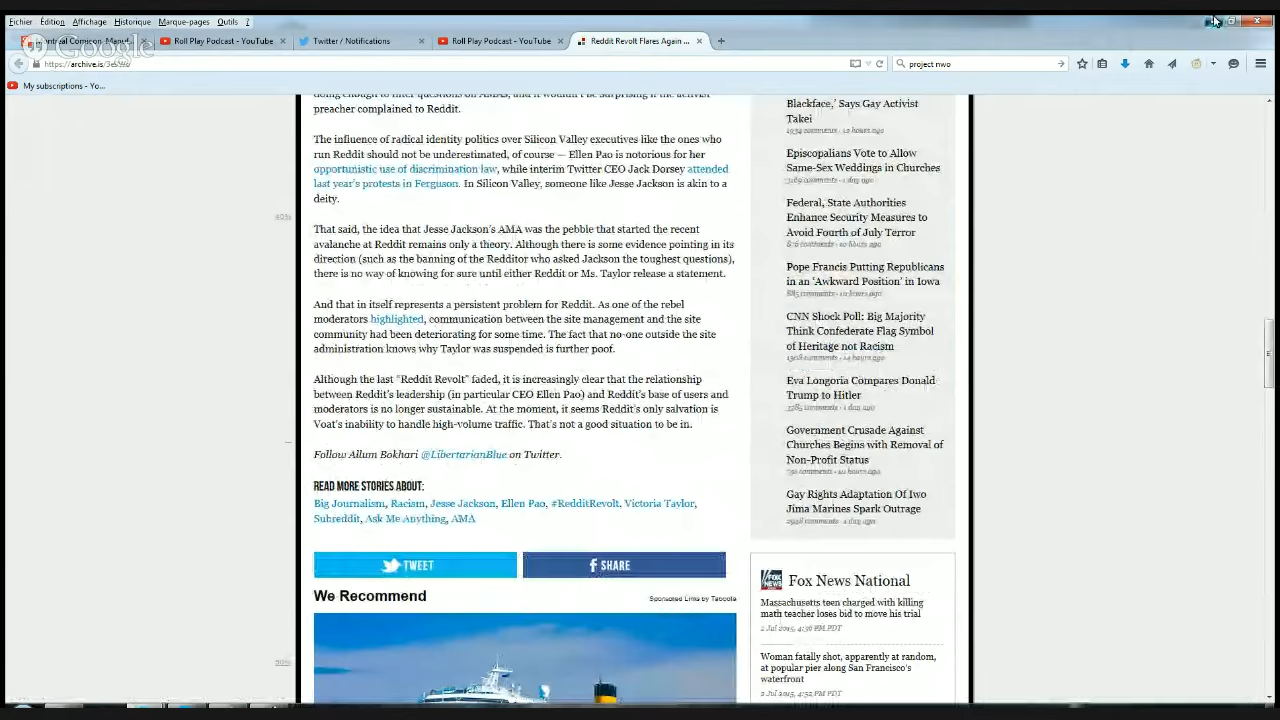 Fichier Édition Affichage Historique Marque-pages Outils ?
Roll Play Podcast - YouTube
Twitter / Notifications
Roll Play Podcast - YouTube
Reddit Revolt Flares Again ...
Google
https://archive.is/
project nwo
My subscriptions - Yo...
preacher complained to Reddit.
The influence of radical identity politics over Silicon Valley executives like the ones who
run Reddit should not be underestimated, of course — Ellen Pao is notorious for her
opportunistic use of discrimination law, while interim Twitter CEO Jack Dorsey attended
last year's protests in Ferguson. In Silicon Valley, someone like Jesse Jackson is akin to a
deity.
That said, the idea that Jesse Jackson's AMA was the pebble that started the recent
avalanche at Reddit remains only a theory. Although there is some evidence pointing in its
direction (such as the banning of the Redditor who asked Jackson the toughest questions),
there is no way of knowing for sure until either Reddit or Ms. Taylor release a statement.
And that in itself represents a persistent problem for Reddit. As one of the rebel
moderators highlighted, communication between the site management and the site
community had been deteriorating for some time. The fact that no-one outside the site
administration knows why Taylor was suspended is further poof.
Although the last "Reddit Revolt" faded, it is increasingly clear that the relationship
between Reddit's leadership (in particular CEO Ellen Pao) and Reddit's base of users and
moderators is no longer sustainable. At the moment, it seems Reddit's only salvation is
Voat's inability to handle high-volume traffic. That's not a good situation to be in.
Follow Allum Bokhari @LibertarianBlue on Twitter.
READ MORE STORIES ABOUT:
Big Journalism, Racism, Jesse Jackson, Ellen Pao, #RedditRevolt, Victoria Taylor,
Subreddit, Ask Me Anything, AMA
TWEET
SHARE
We Recommend
Sponsored Links by Taboola
Blackface,' Says Gay Activist
Takei
Episcopalians Vote to Allow
Same-Sex Weddings in Churches
Federal, State Authorities
Enhance Security Measures to
Avoid Fourth of July Terror
Pope Francis Putting Republicans
in an 'Awkward Position' in Iowa
CNN Shock Poll: Big Majority
Think Confederate Flag Symbol
of Heritage not Racism
Eva Longoria Compares Donald
Trump to Hitler
Government Crusade Against
Churches Begins with Removal of
Non-Profit Status
Gay Rights Adaptation Of Iwo
Jima Marines Spark Outrage
Fox News National
Massachusetts teen charged with killing
math teacher loses bid to move his trial
2 Jul 2015, 4:36 PM PDT
Woman fatally shot, apparently at random,
at popular pier along San Francisco's
waterfront
2 Jul 2015, 4:52 PM PDT